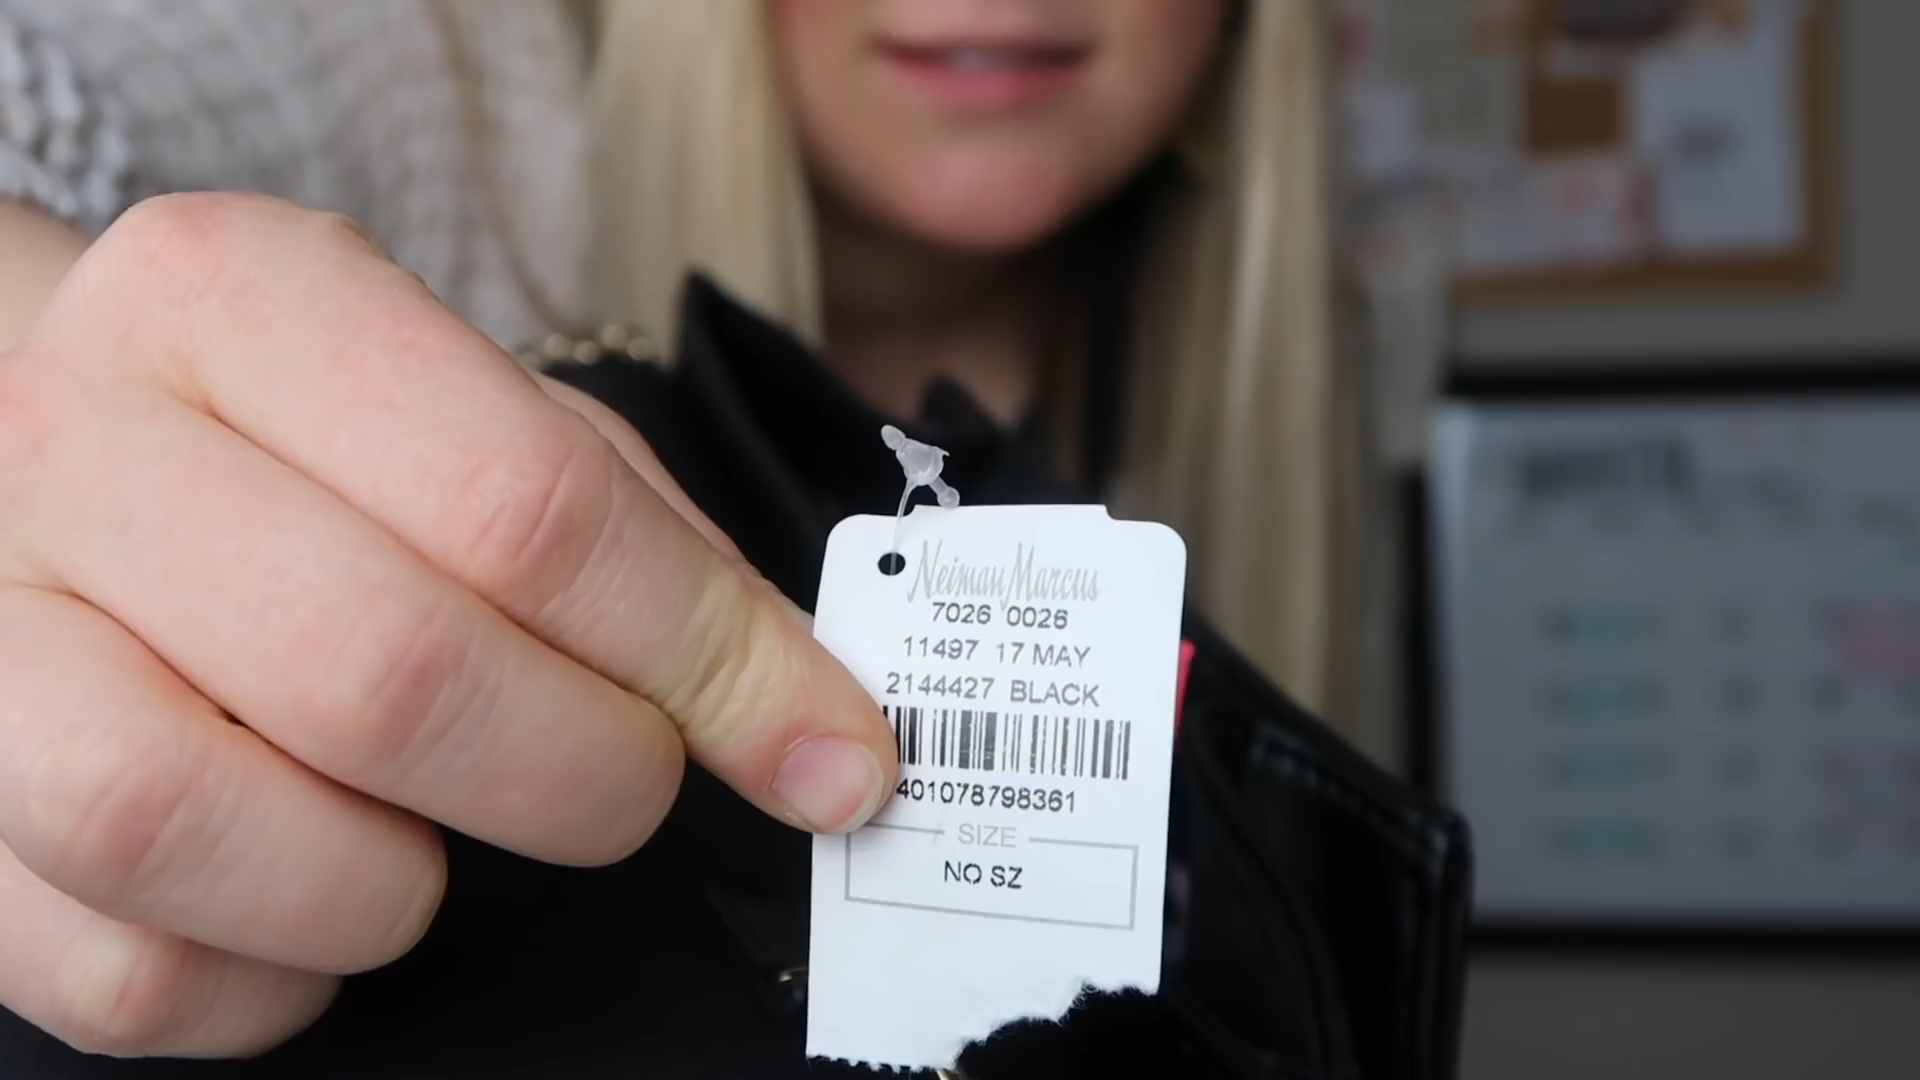 Neiman Marcus
7026 0026
11497 17 MAY
2144427 BLACK
401078798361
SIZE
NO SZ